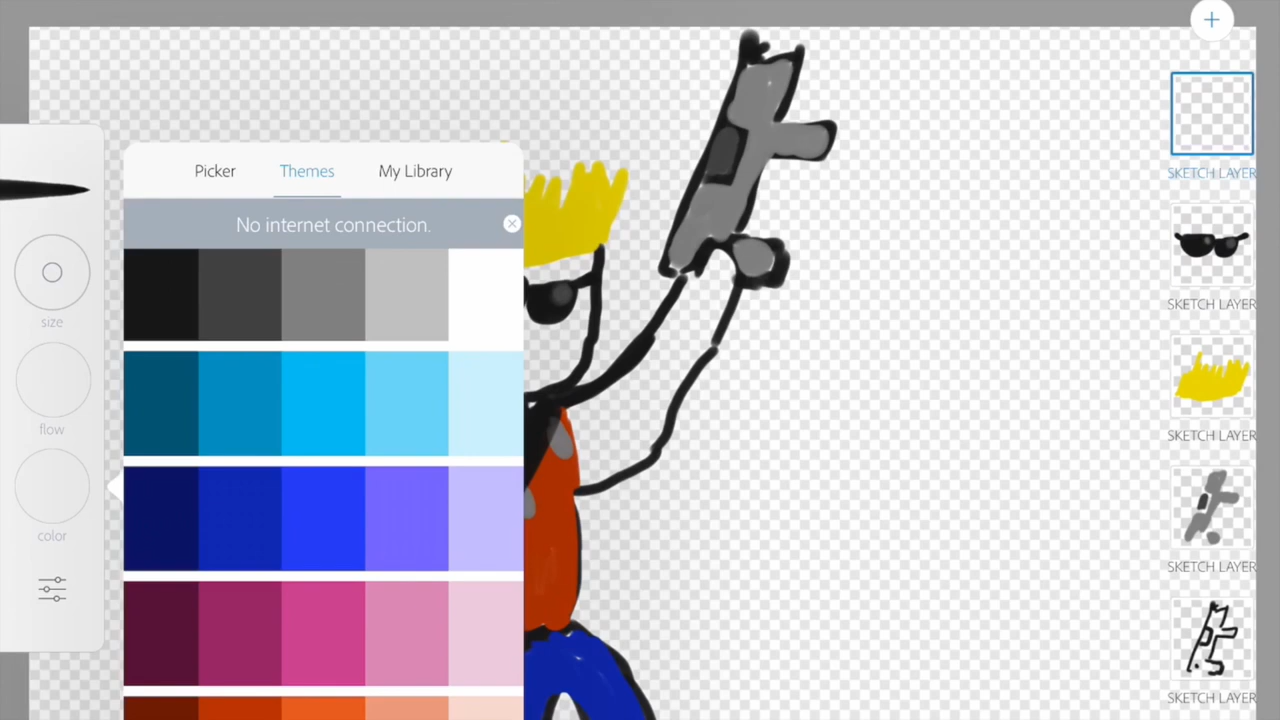 Picker Themes My Library
No internet connection.
size
flow
color
SKETCH LAYER
SKETCH LAYER
SKETCH LAYER
SKETCH LAYER
SKETCH LAYER